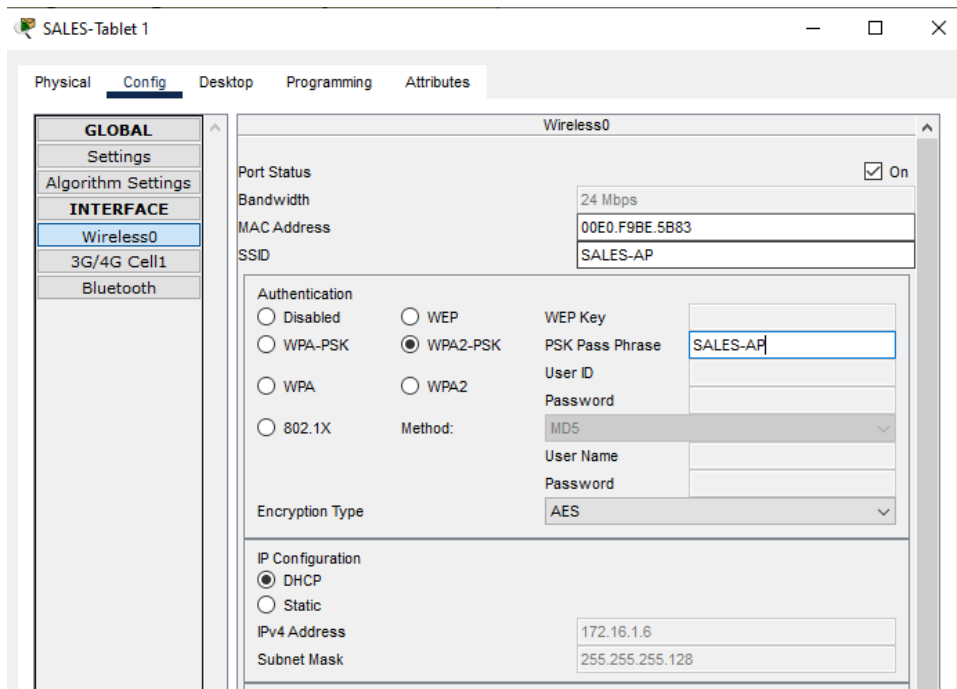 SALES-Tablet 1
Physical Config Desktop Programming Attributes
GLOBAL
Settings
Algorithm Settings
INTERFACE
Wireless0
3G/4G Cell1
Bluetooth
Wireless0
Port Status On
Bandwidth 24 Mbps
MAC Address 00E0.F9BE.5B83
SSID SALES-AP
Authentication
Disabled WEP WEP Key
WPA-PSK WPA2-PSK PSK Pass Phrase SALES-AP
User ID
WPA WPA2
Password
802.1X Method: MD5
User Name
Password
Encryption Type AES
IP Configuration
DHCP
Static
IPv4 Address 172.16.1.6
Subnet Mask 255.255.255.128